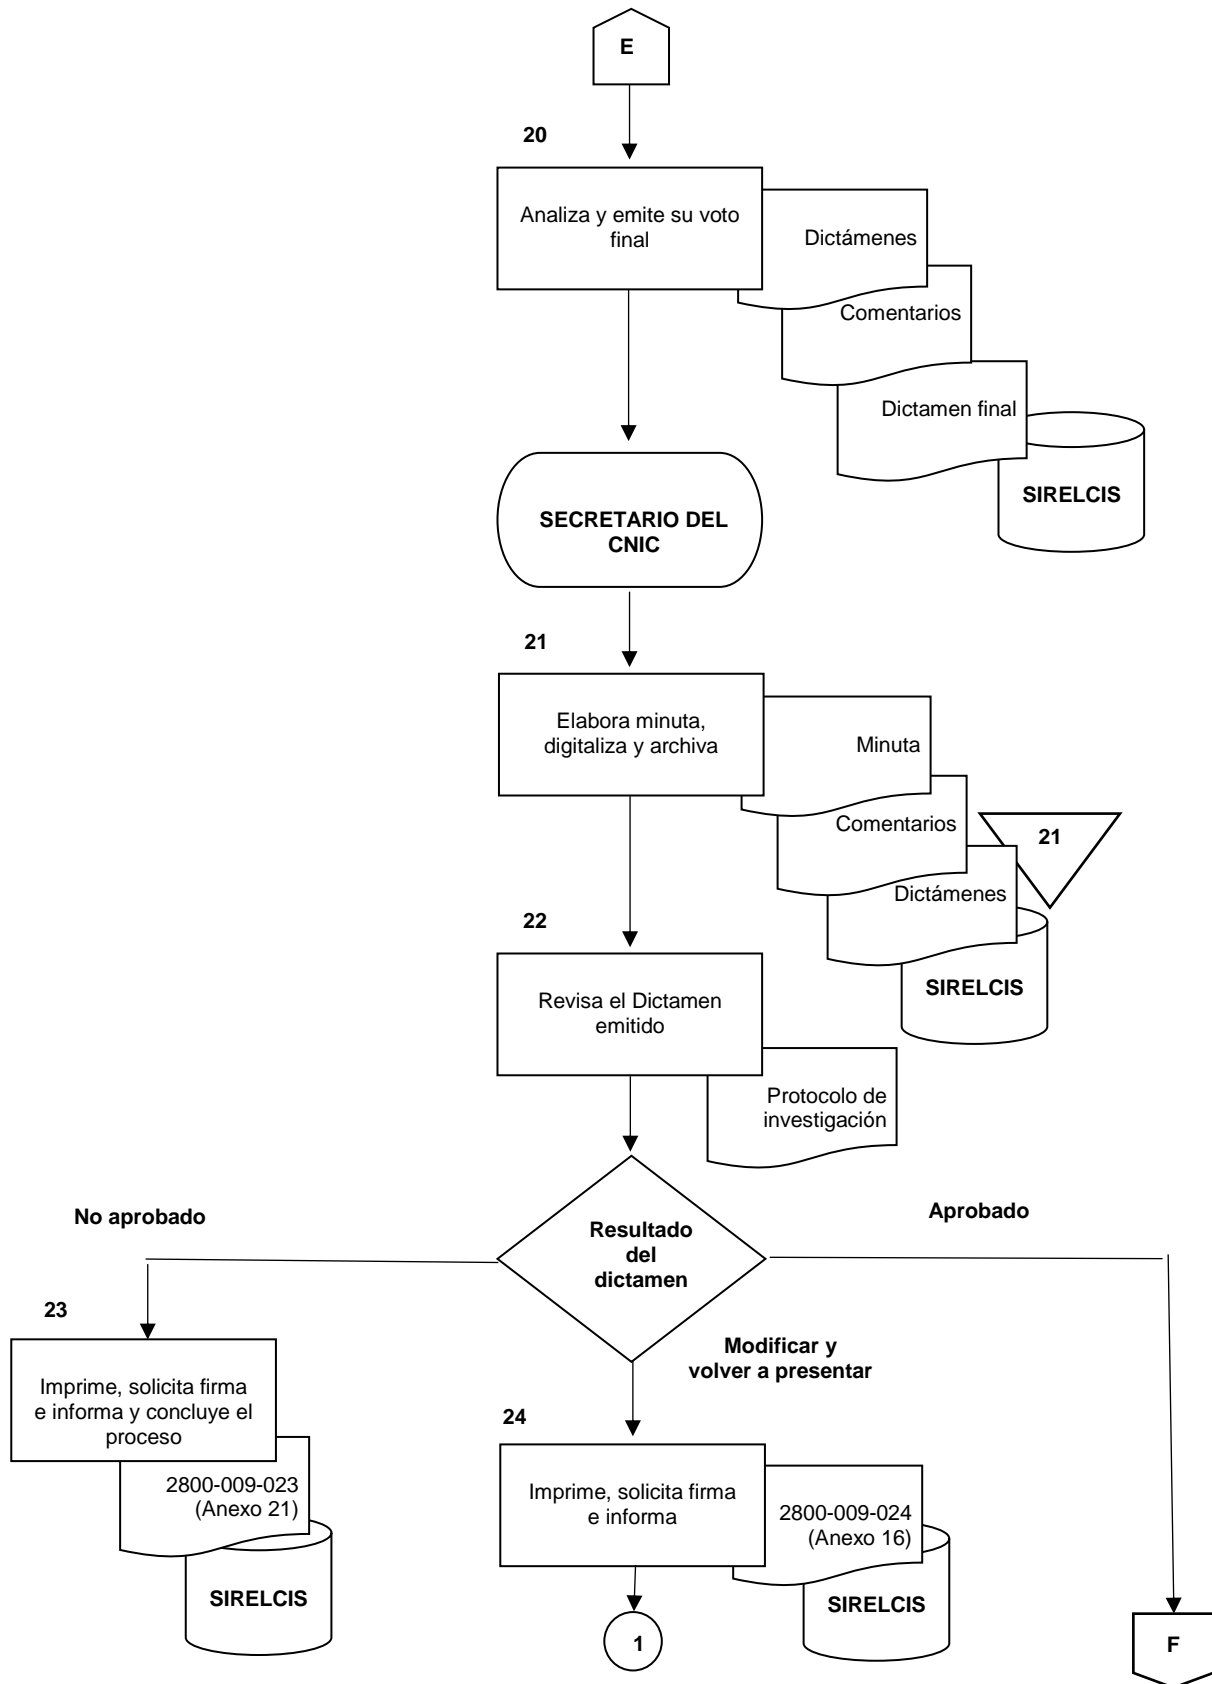 E
20
Analiza y emite su voto
final
Dictámenes
Comentarios
Dictamen final
SIRELCIS
SECRETARIO DEL
CNIC
21
Elabora minuta,
digitaliza y archiva
Minuta
Comentarios
21
Dictámenes
SIRELCIS
22
Revisa el Dictamen
emitido
Protocolo de
investigación
Resultado
del
dictamen
No aprobado
Aprobado
Modificar y
volver a presentar
23
Imprime, solicita firma
e informa y concluye el
proceso
2800-009-023
(Anexo 21)
SIRELCIS
24
Imprime, solicita firma
e informa
2800-009-024
(Anexo 16)
SIRELCIS
1
F